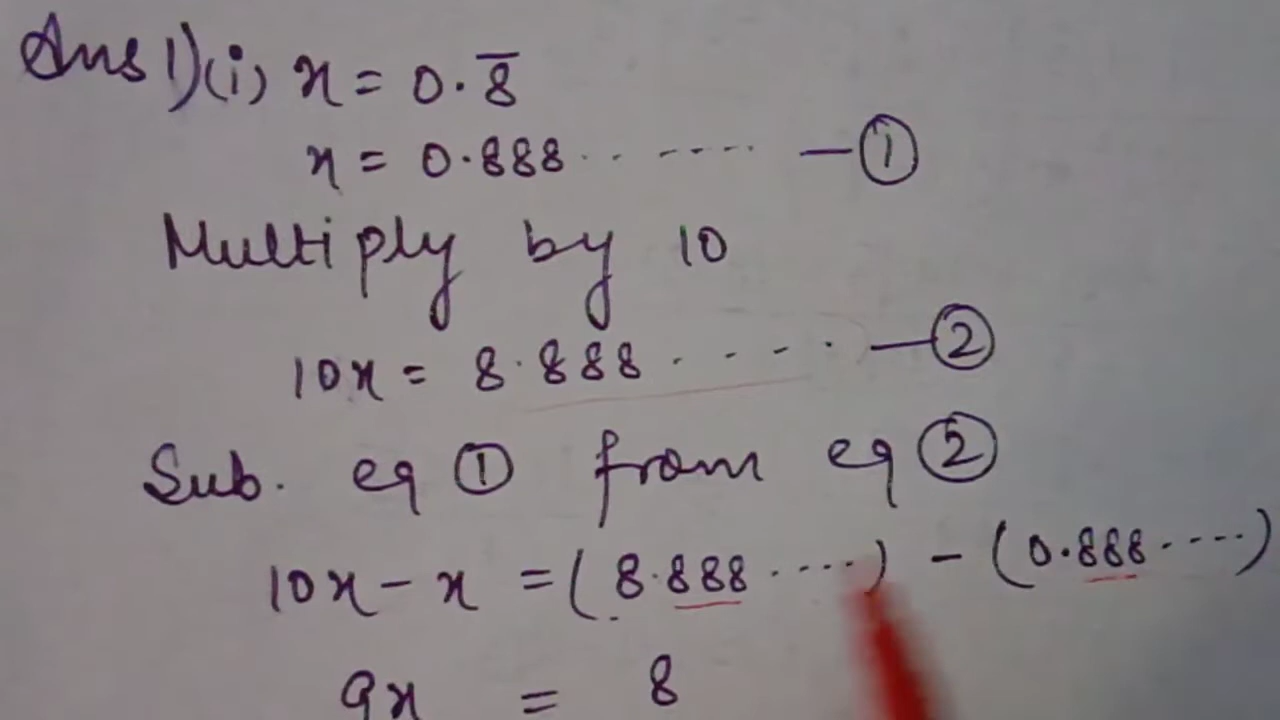 Ans 1)(i) x = 0.8̅
x = 0.888.. ..... — ①
Multiply by 10
10x = 8.888 ..... — ②
Sub. eq ① from eq ②
10x - x = (8.888 .....) - (0.888 .....)
9x = 8